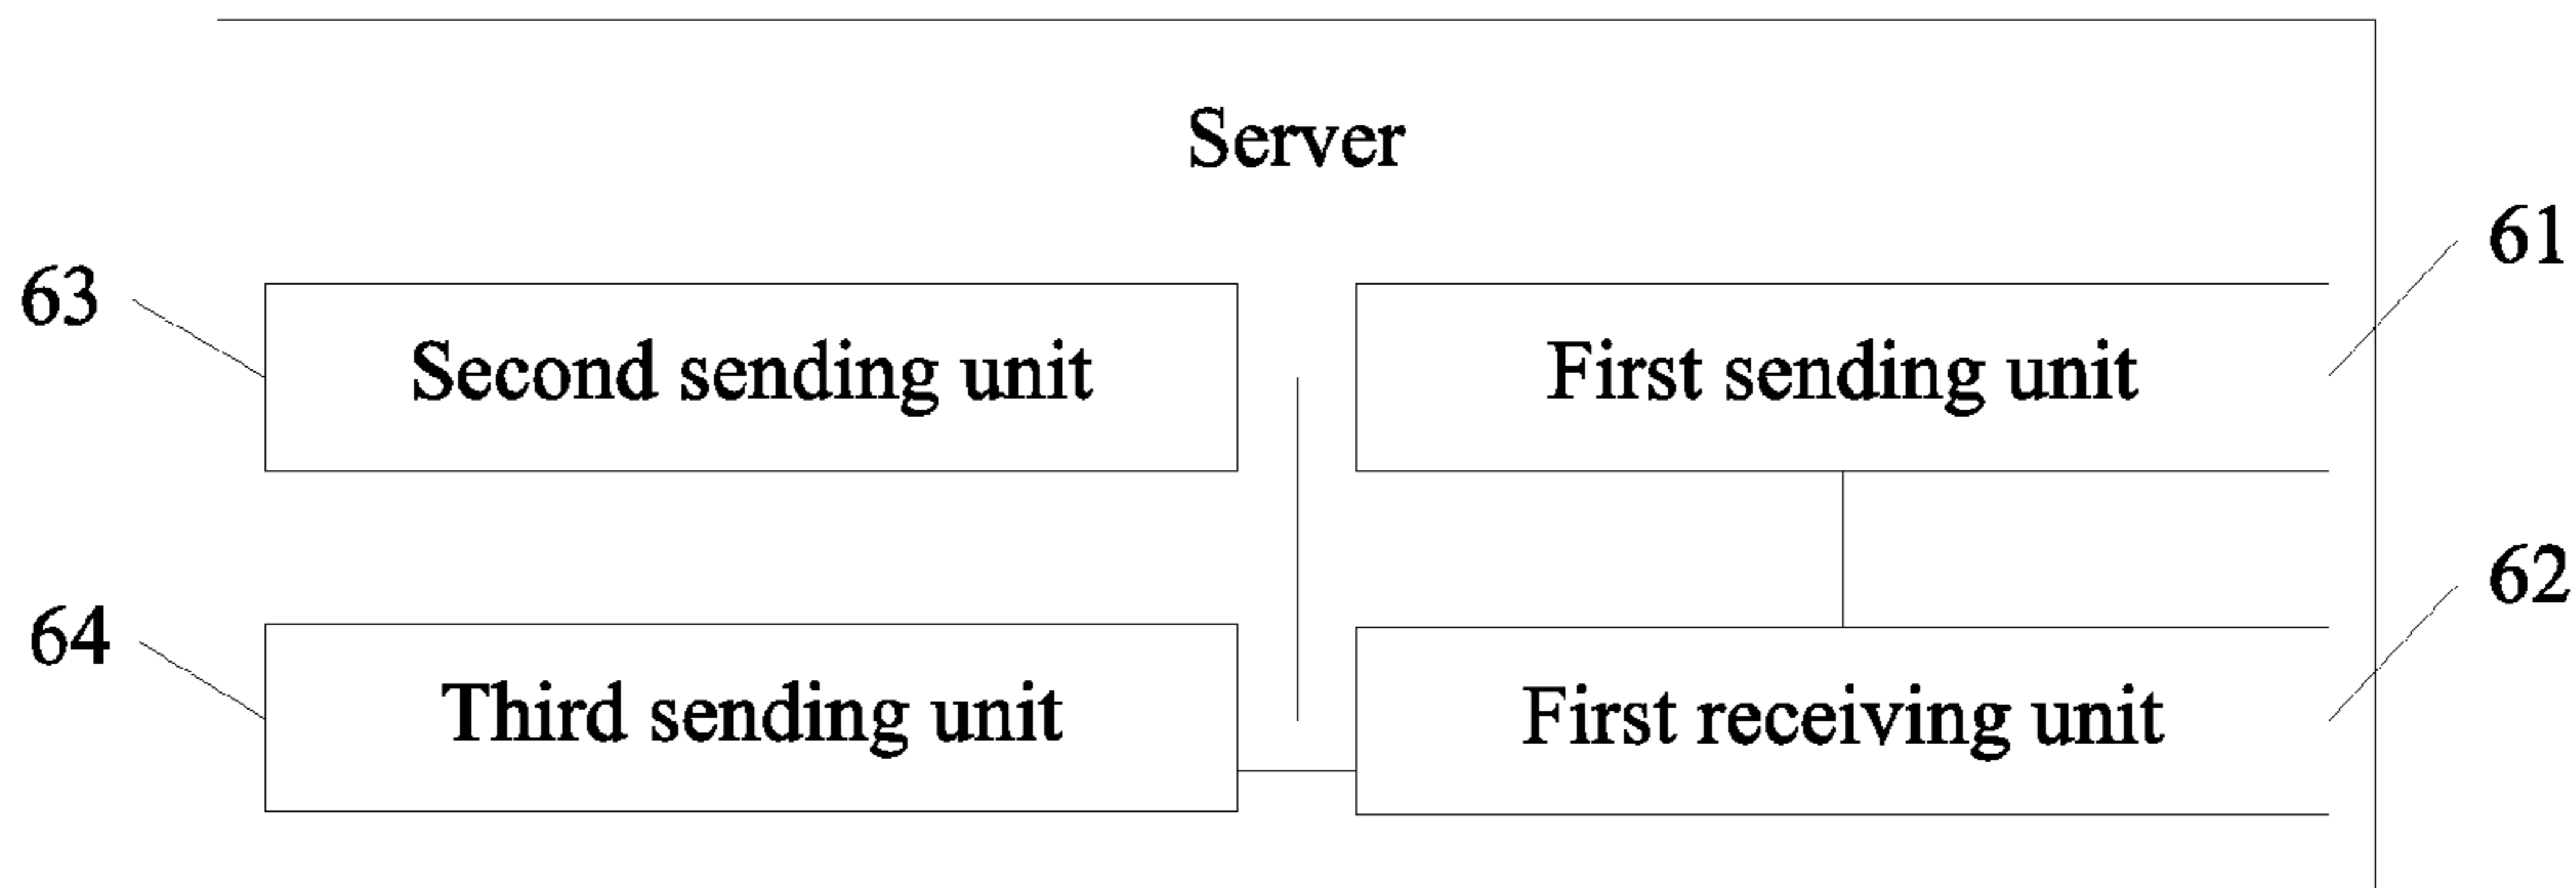 Server
61
63
Second sending unit
First sending unit
62
64
Third sending unit
First receiving unit